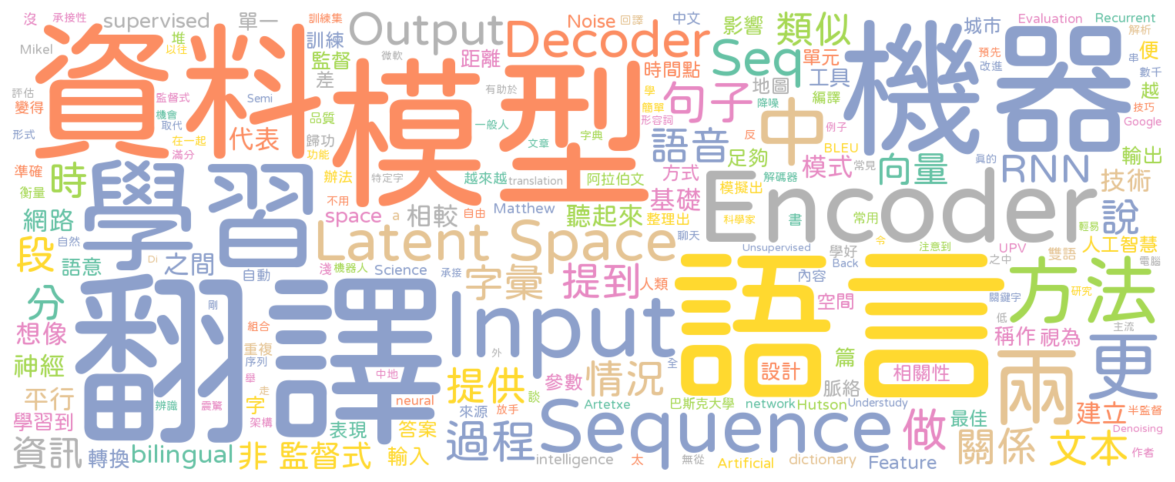 資料
模型
機器
學習
翻譯
語言
Encoder
Input
Sequence
Output
Decoder
Seq
Latent Space
中
方法
兩
更
句子
類似
語音
RNN
向量
模式
技術
說
時
段
分
字彙
提到
提供
情況
過程
做
關係
文本
建立
資訊
bilingual
非
監督式
supervised
單一
訓練
監督
差
距離
Noise
回譯
時間點
中文
影響
地圖
單元
工具
編譯
城市
Evaluation
Recurrent
解析
預先
改進
串
便
越
數千
技巧
Google
輸出
沒
承接性
堆
以往
訓練集
Mikel
評估
變得
形式
監督式
機會
取代
Semi
在一起
品質
滿分
功能
代表
歸功
微軟
有助於
一般人
學
簡單
形容詞
降噪
文章
字典
反
例子
BLEU
足夠
解碼器
常見
真的
準確
衡量
網路
辦法
特定字
越來越
translation
阿拉伯文
方式
基礎
模擬出
不用
space
a
相較
自由
Matthew
聽起來
整理出
科學家
書
常用
令
注意到
輕易
人工智慧
語意
之間
自然
自動
Di
淺
機器人
Science
承接
聊天
人類
Unsupervised
學好
Back
內容
UPV
之中
雙語
電腦
關鍵字
研究
空間
稱作
視為
低
主流
想像
神經
剛
組合
重複
序列
外
全
設計
篇
相關性
平行
辨識
震驚
量
架構
字
走
中地
neural
來源
談
放手
參數
Artetxe
巴斯克大學
network
脈絡
Hutson
Understudy
最佳
半監督
Denoising
學習到
轉換
表現
答案
輸入
intelligence
太
無從
Artificial
dictionary
Feature
作者